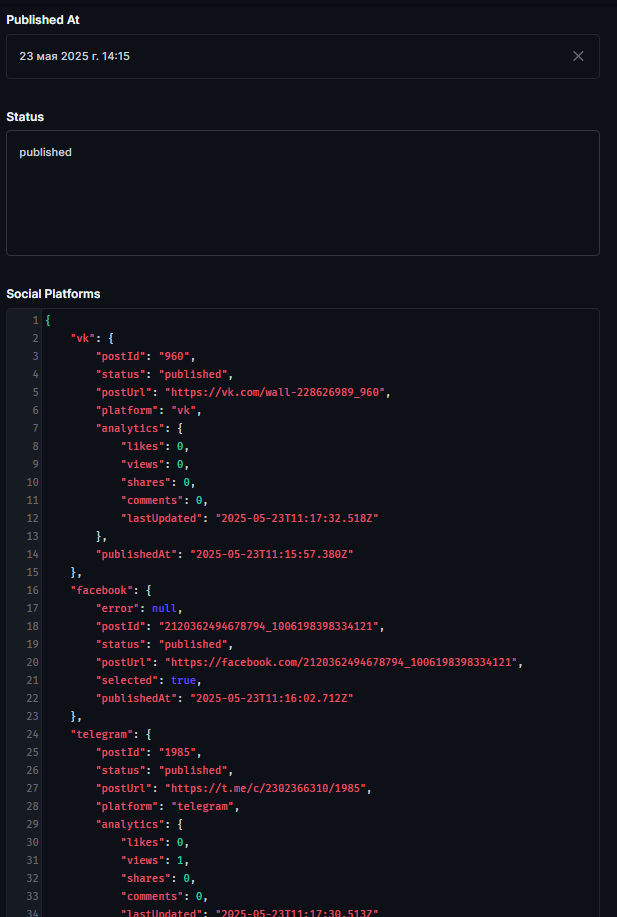 Published At
23 мая 2025 г. 14:15
Status
published
Social Platforms
1 {
2 "vk": {
3 "postId": "960",
4 "status": "published",
5 "postUrl": "https://vk.com/wall-228626989_960",
6 "platform": "vk",
7 "analytics": {
8 "likes": 0,
9 "views": 0,
10 "shares": 0,
11 "comments": 0,
12 "lastUpdated": "2025-05-23T11:17:32.518Z"
13 },
14 "publishedAt": "2025-05-23T11:15:57.380Z"
15 },
16 "facebook": {
17 "error": null,
18 "postId": "2120362494678794_1006198398334121",
19 "status": "published",
20 "postUrl": "https://facebook.com/2120362494678794_1006198398334121",
21 "selected": true,
22 "publishedAt": "2025-05-23T11:16:02.712Z"
23 },
24 "telegram": {
25 "postId": "1985",
26 "status": "published",
27 "postUrl": "https://t.me/c/2302366310/1985",
28 "platform": "telegram",
29 "analytics": {
30 "likes": 0,
31 "views": 1,
32 "shares": 0,
33 "comments": 0,
34 "lastUpdated": "2025-05-23T11:17:30.513Z"